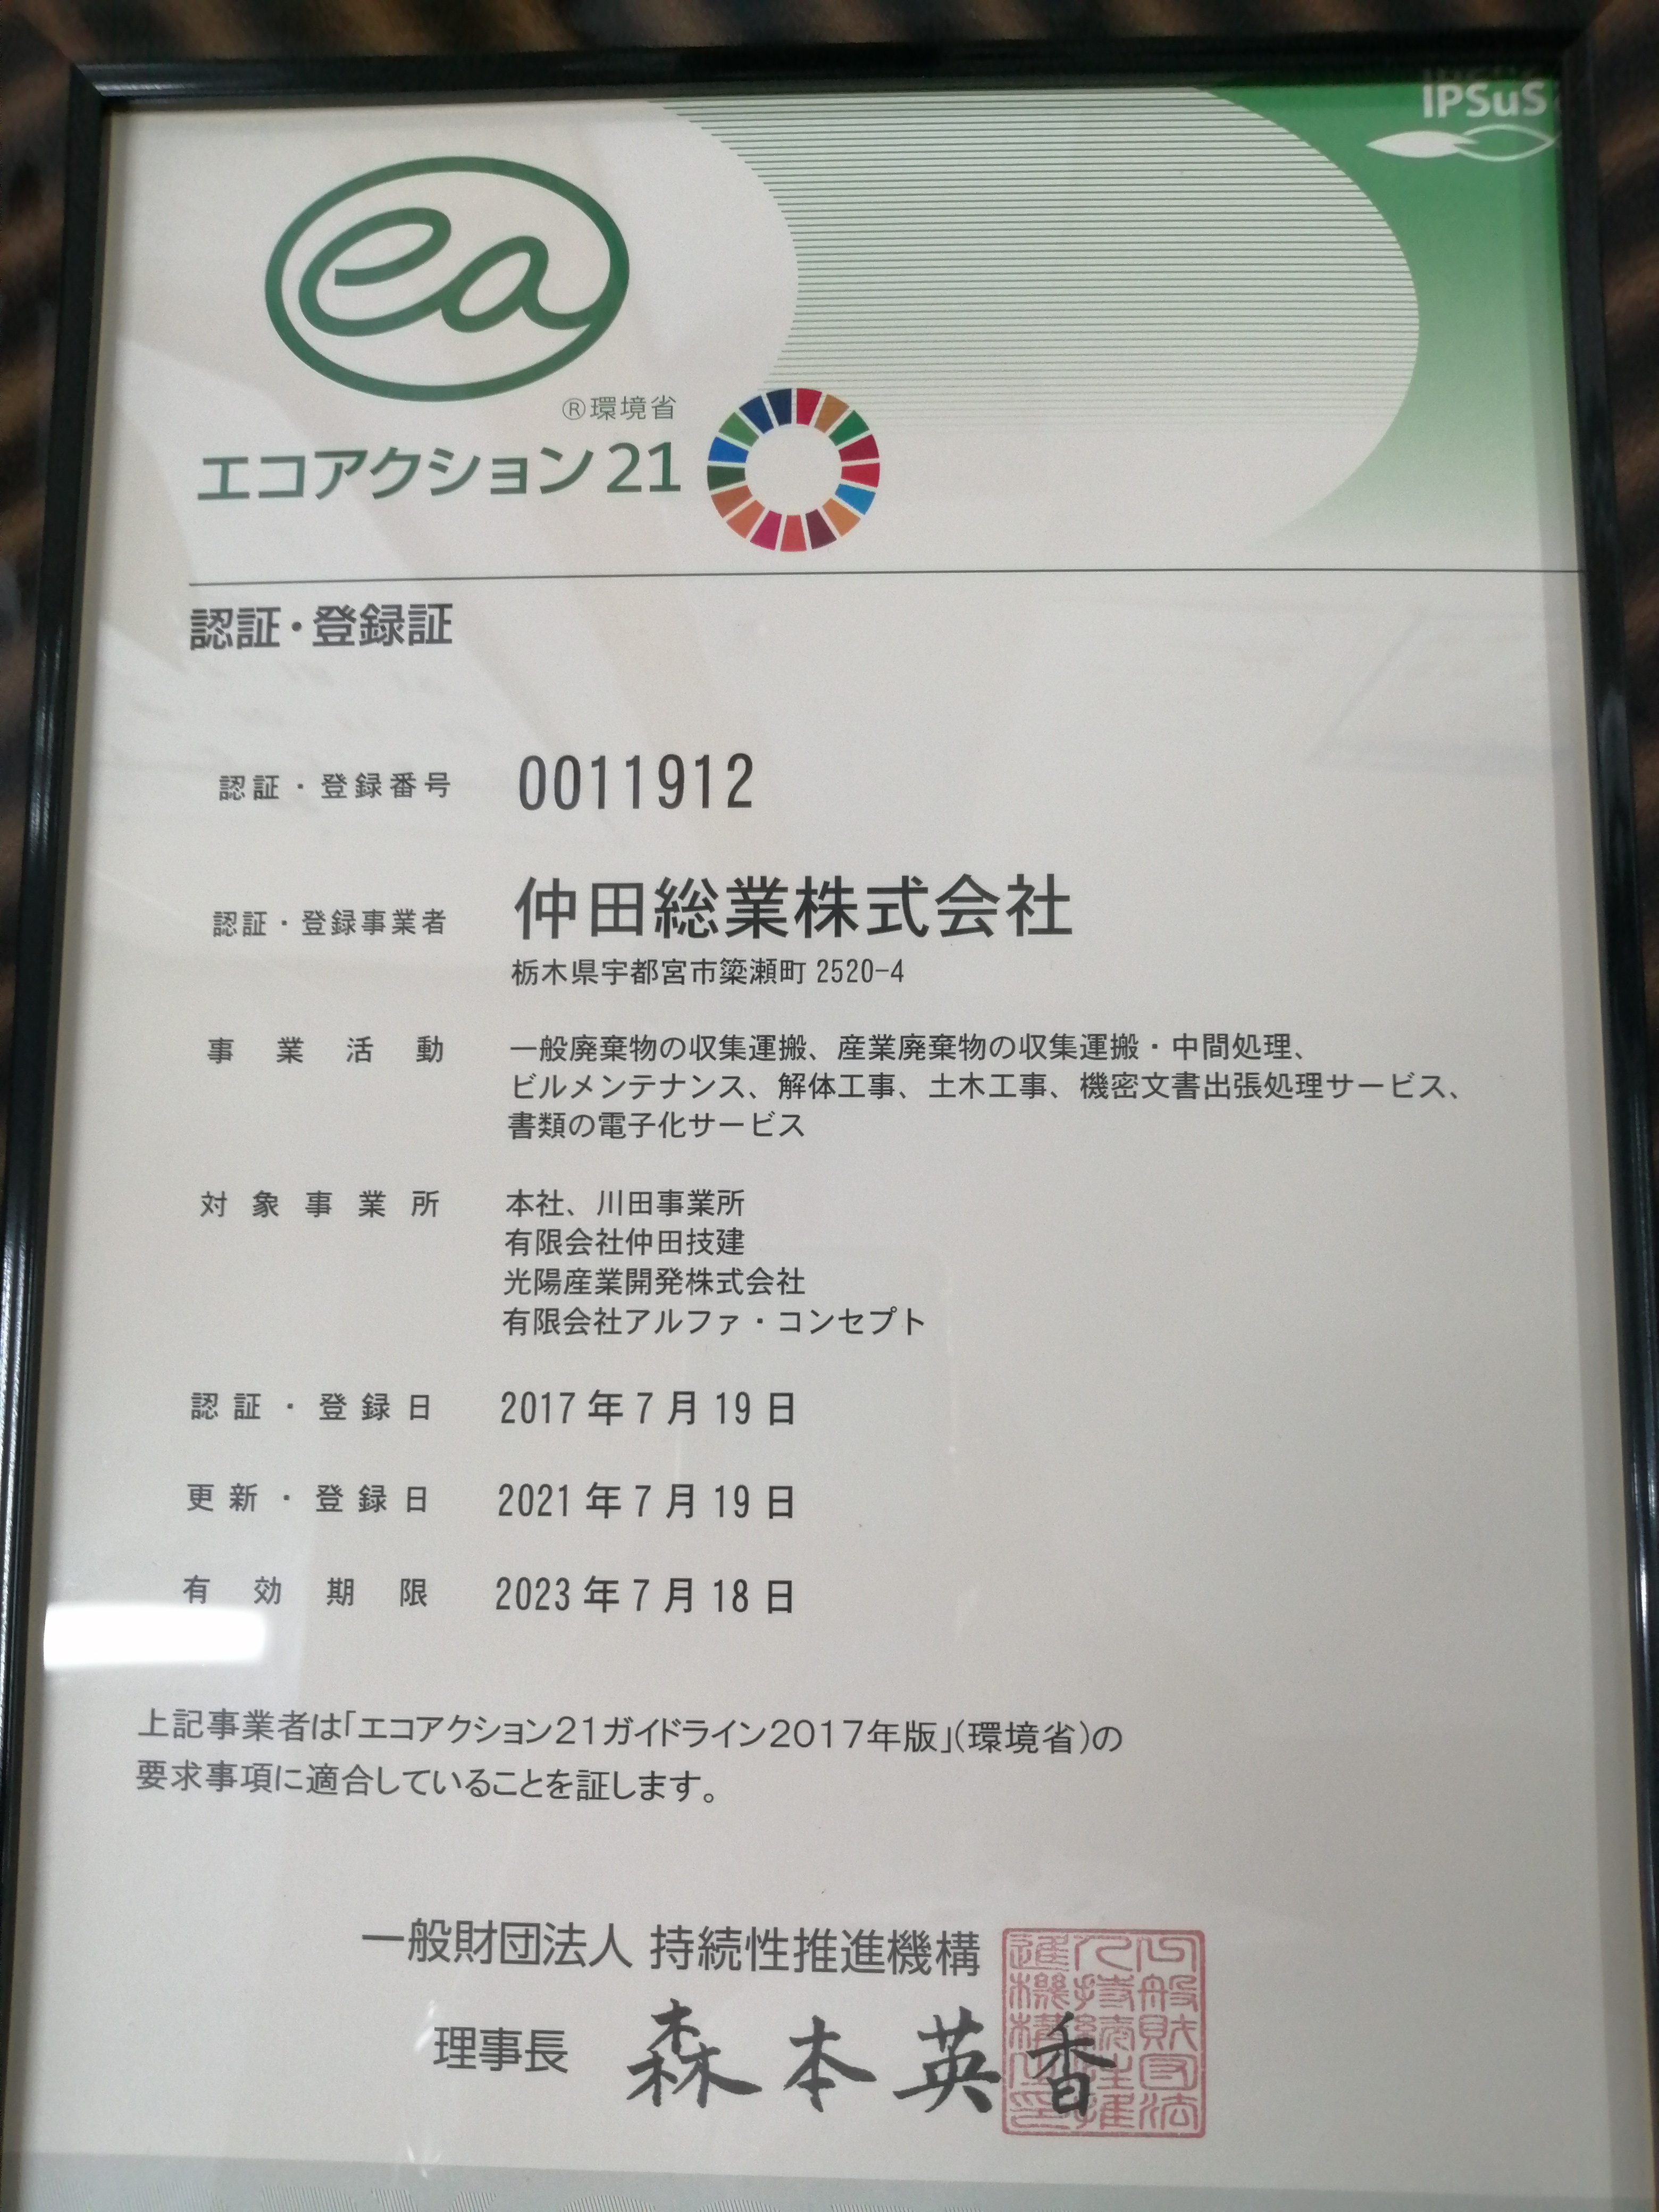 IPSuS
ea
®環境省
エコアクション21
認証・登録証
認証・登録番号 0011912
認証・登録事業者 仲田総業株式会社
栃木県宇都宮市簗瀬町 2520-4
事業活動 一般廃棄物の収集運搬、産業廃棄物の収集運搬・中間処理、
ビルメンテナンス、解体工事、土木工事、機密文書出張処理サービス、
書類の電子化サービス
対象事業所 本社、川田事業所
有限会社仲田技建
光陽産業開発株式会社
有限会社アルファ・コンセプト
認証・登録日 2017年7月19日
更新・登録日 2021年7月19日
有効期限 2023年7月18日
上記事業者は「エコアクション21ガイドライン2017年版」(環境省)の
要求事項に適合していることを証します。
一般財団法人 持続性推進機構
理事長 森本英香